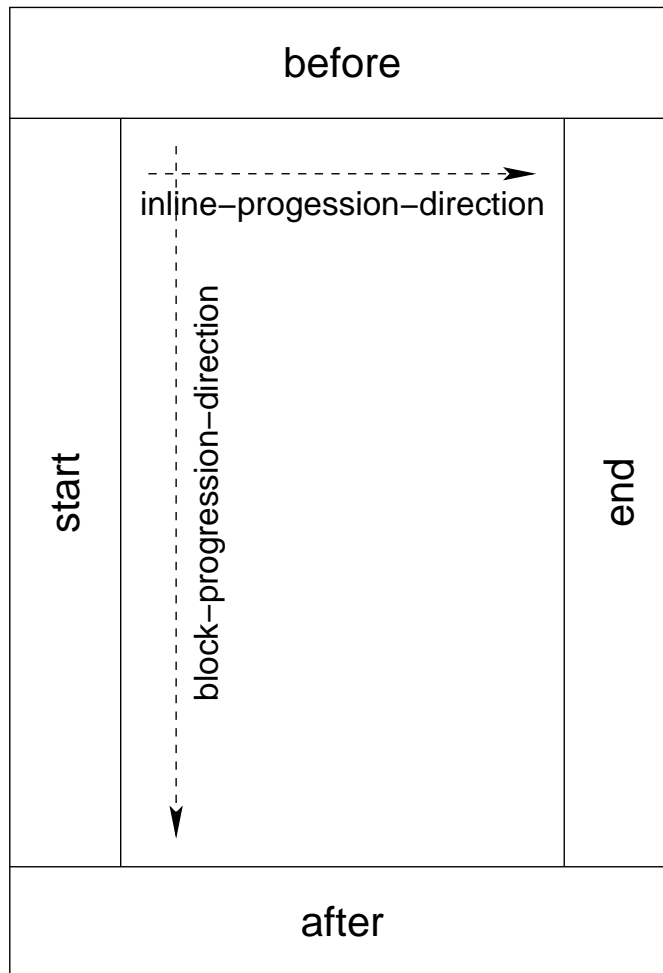 before
inline–progession–direction
block–progression–direction
start
end
after